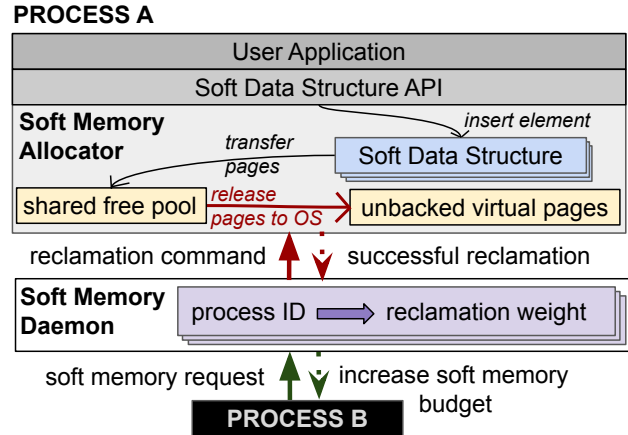 PROCESS A
User Application
Soft Data Structure API
Soft Memory
Allocator
insert element
transfer
pages
Soft Data Structure
shared free pool
release
pages to OS
unbacked virtual pages
reclamation command
successful reclamation
Soft Memory
Daemon
process ID
reclamation weight
soft memory request
increase soft memory
budget
PROCESS B